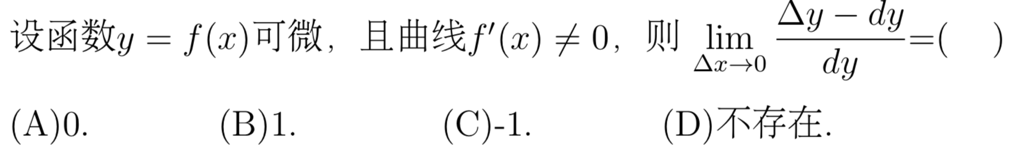 设函数y = f(x)可微，且曲线f′(x) ≠ 0，则 lim_{Δx→0} \frac{Δy − dy}{dy}=( )
(A)0. (B)1. (C)-1. (D)不存在.